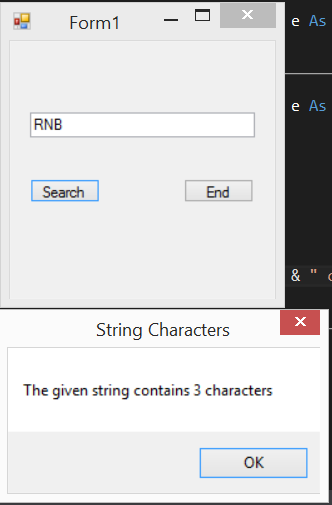 Form1
e As
RNB
e As
Search
End
& "
String Characters
The given string contains 3 characters
OK